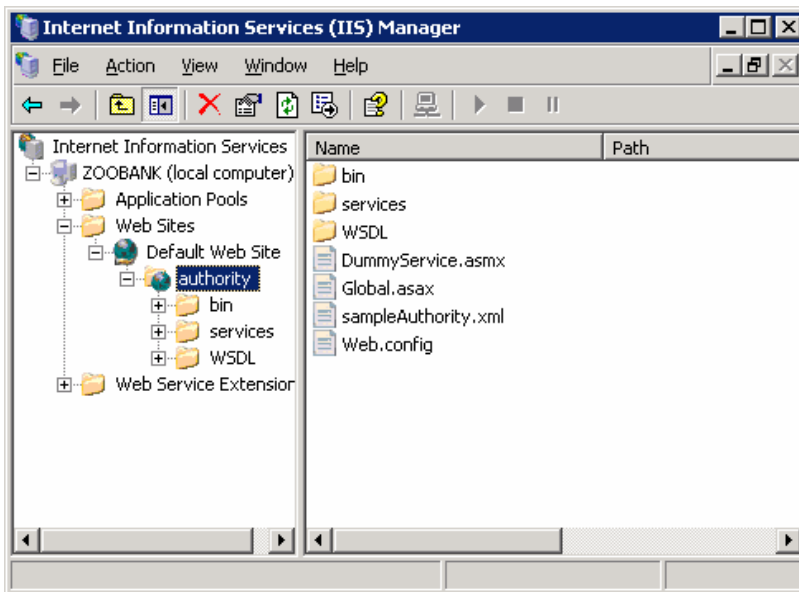 Internet Information Services (IIS) Manager
File Action View Window Help
Internet Information Services
ZOOBANK (local computer)
Application Pools
Web Sites
Default Web Site
authority
bin
services
WSDL
Web Service Extension
Name Path
bin
services
WSDL
DummyService.asmx
Global.asax
sampleAuthority.xml
Web.config